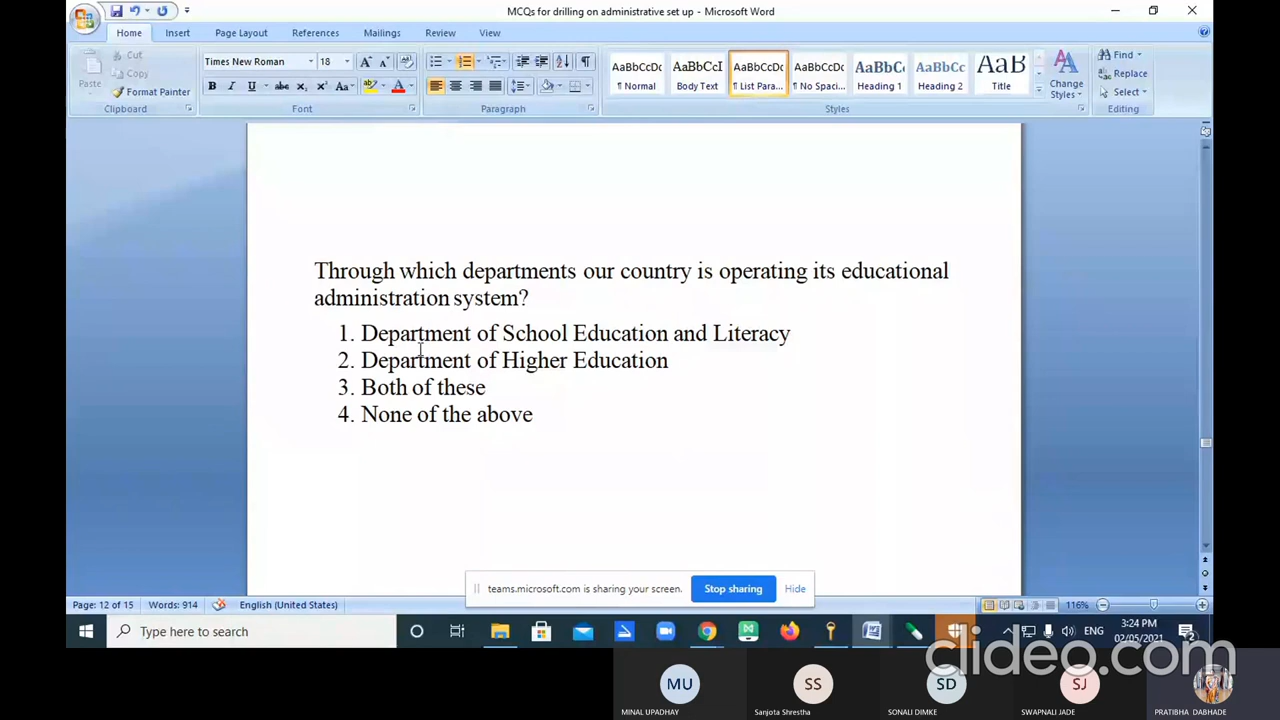 MCQs for drilling on administrative set up - Microsoft Word
Home Insert Page Layout References Mailings Review View
Cut
Copy
Paste
Format Painter
Clipboard
Times New Roman 18
B I U abc x₂ x² Aa
Font
Paragraph
AaBbCcDc AaBbCcI AaBbCcDc AaBbCcDc AaBbC AaBbCc AaB
¶ Normal Body Text ¶ List Para... ¶ No Spaci... Heading 1 Heading 2 Title
Change Styles
Styles
Find
Replace
Select
Editing
Through which departments our country is operating its educational
administration system?
1. Department of School Education and Literacy
2. Department of Higher Education
3. Both of these
4. None of the above
teams.microsoft.com is sharing your screen. Stop sharing Hide
Page: 12 of 15 Words: 914 English (United States) 116%
Type here to search
ENG
3:24 PM
02/05/2021
2
clideo.com
MU SS SD SJ
MINAL UPADHAY Sanjota Shrestha SONALI DIMKE SWAPNALI JADE PRATIBHA DABHADE